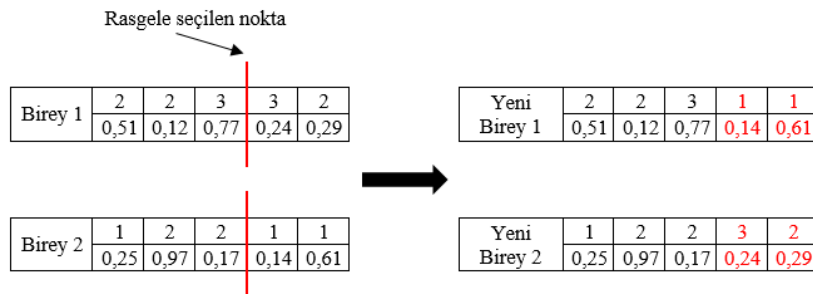 Rasgele seçilen nokta
Birey 1 2 2 3 3 2
0,51 0,12 0,77 0,24 0,29
Yeni Birey 1 2 2 3 1 1
0,51 0,12 0,77 0,14 0,61
Birey 2 1 2 2 1 1
0,25 0,97 0,17 0,14 0,61
Yeni Birey 2 1 2 2 3 2
0,25 0,97 0,17 0,24 0,29